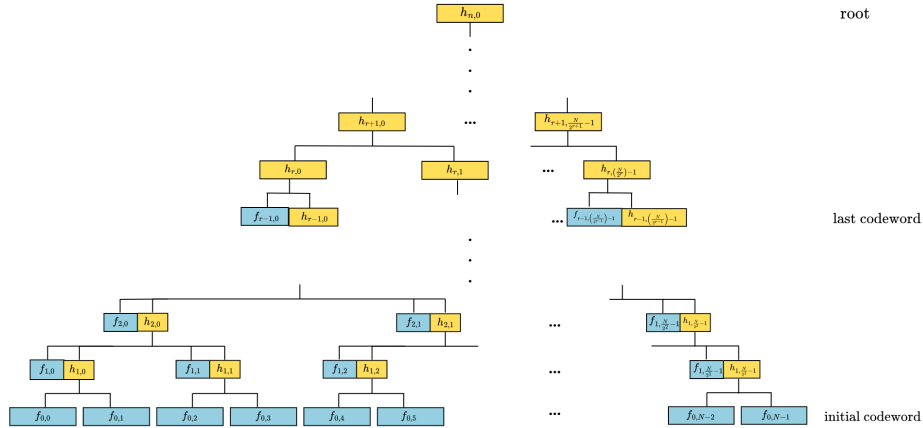 h_{n,0} root
h_{r+1,0} ... h_{r+1,\frac{N}{2^{r+1}}-1}
h_{r,0} h_{r,1} ... h_{r,(\frac{N}{2^r})-1}
f_{r-1,0} h_{r-1,0} ... f_{r-1,(\frac{N}{2^{r-1}})-1} h_{r-1,(\frac{N}{2^{r-1}})-1} last codeword
f_{2,0} h_{2,0} f_{2,1} h_{2,1} ... f_{1,\frac{N}{2^2}-1} h_{1,\frac{N}{2^2}-1}
f_{1,0} h_{1,0} f_{1,1} h_{1,1} f_{1,2} h_{1,2} ... f_{1,\frac{N}{2^1}-1} h_{1,\frac{N}{2^1}-1}
f_{0,0} f_{0,1} f_{0,2} f_{0,3} f_{0,4} f_{0,5} ... f_{0,N-2} f_{0,N-1} initial codeword